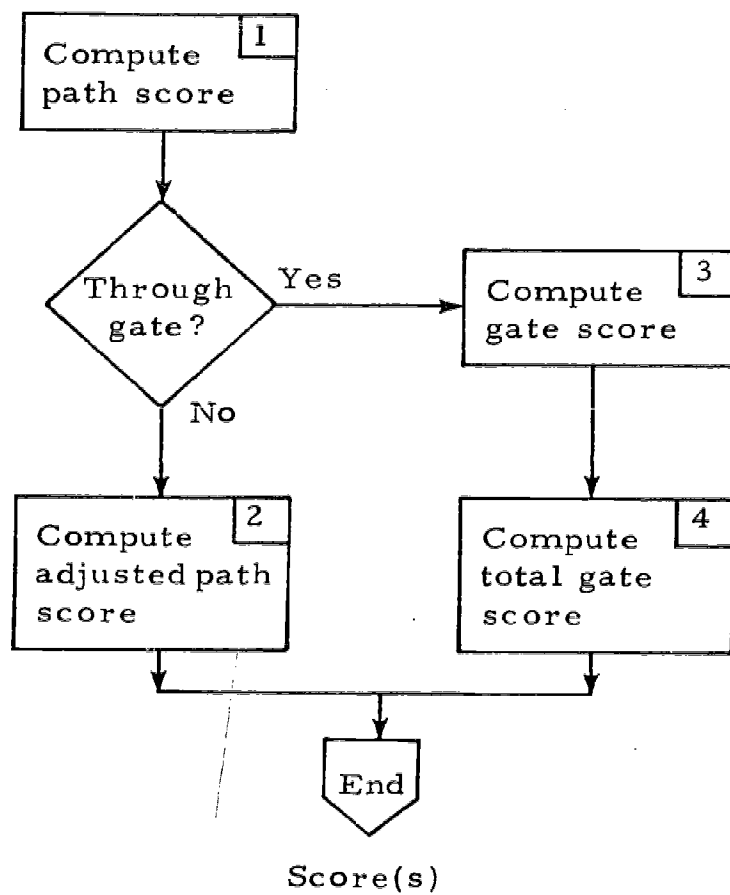 1
Compute
path score
Through
gate?
Yes
3
Compute
gate score
No
2
Compute
adjusted path
score
4
Compute
total gate
score
End
Score(s)